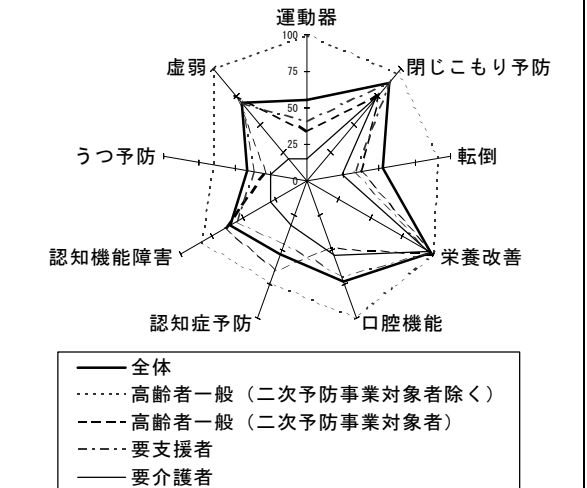 運動器
100
虚弱
閉じこもり予防
75
50
うつ予防
25
転倒
0
認知機能障害
栄養改善
認知症予防
口腔機能
全体
高齢者一般（二次予防事業対象者除く）
高齢者一般（二次予防事業対象者）
要支援者
要介護者